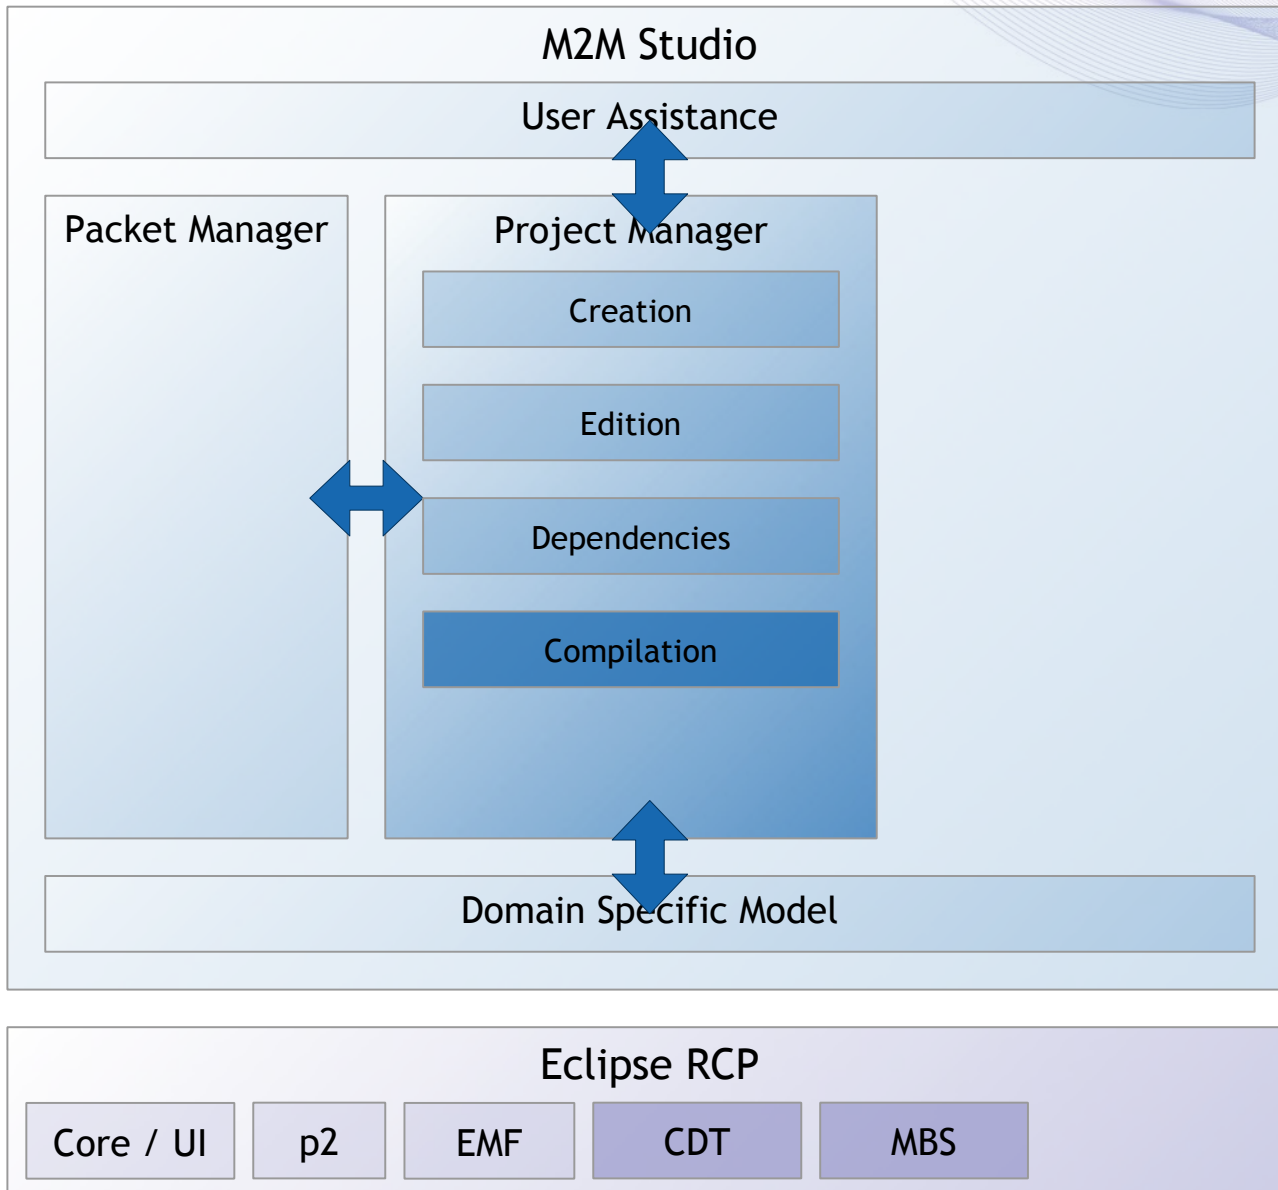 M2M Studio
User Assistance
Packet Manager
Project Manager
Creation
Edition
Dependencies
Compilation
Domain Specific Model
Eclipse RCP
Core / UI
p2
EMF
CDT
MBS